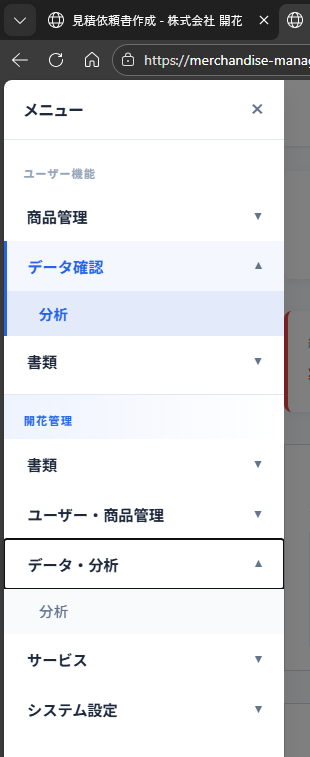 見積依頼書作成 - 株式会社 開花
https://merchandise-manag
メニュー
ユーザー機能
商品管理
データ確認
分析
書類
開花管理
書類
ユーザー・商品管理
データ・分析
分析
サービス
システム設定